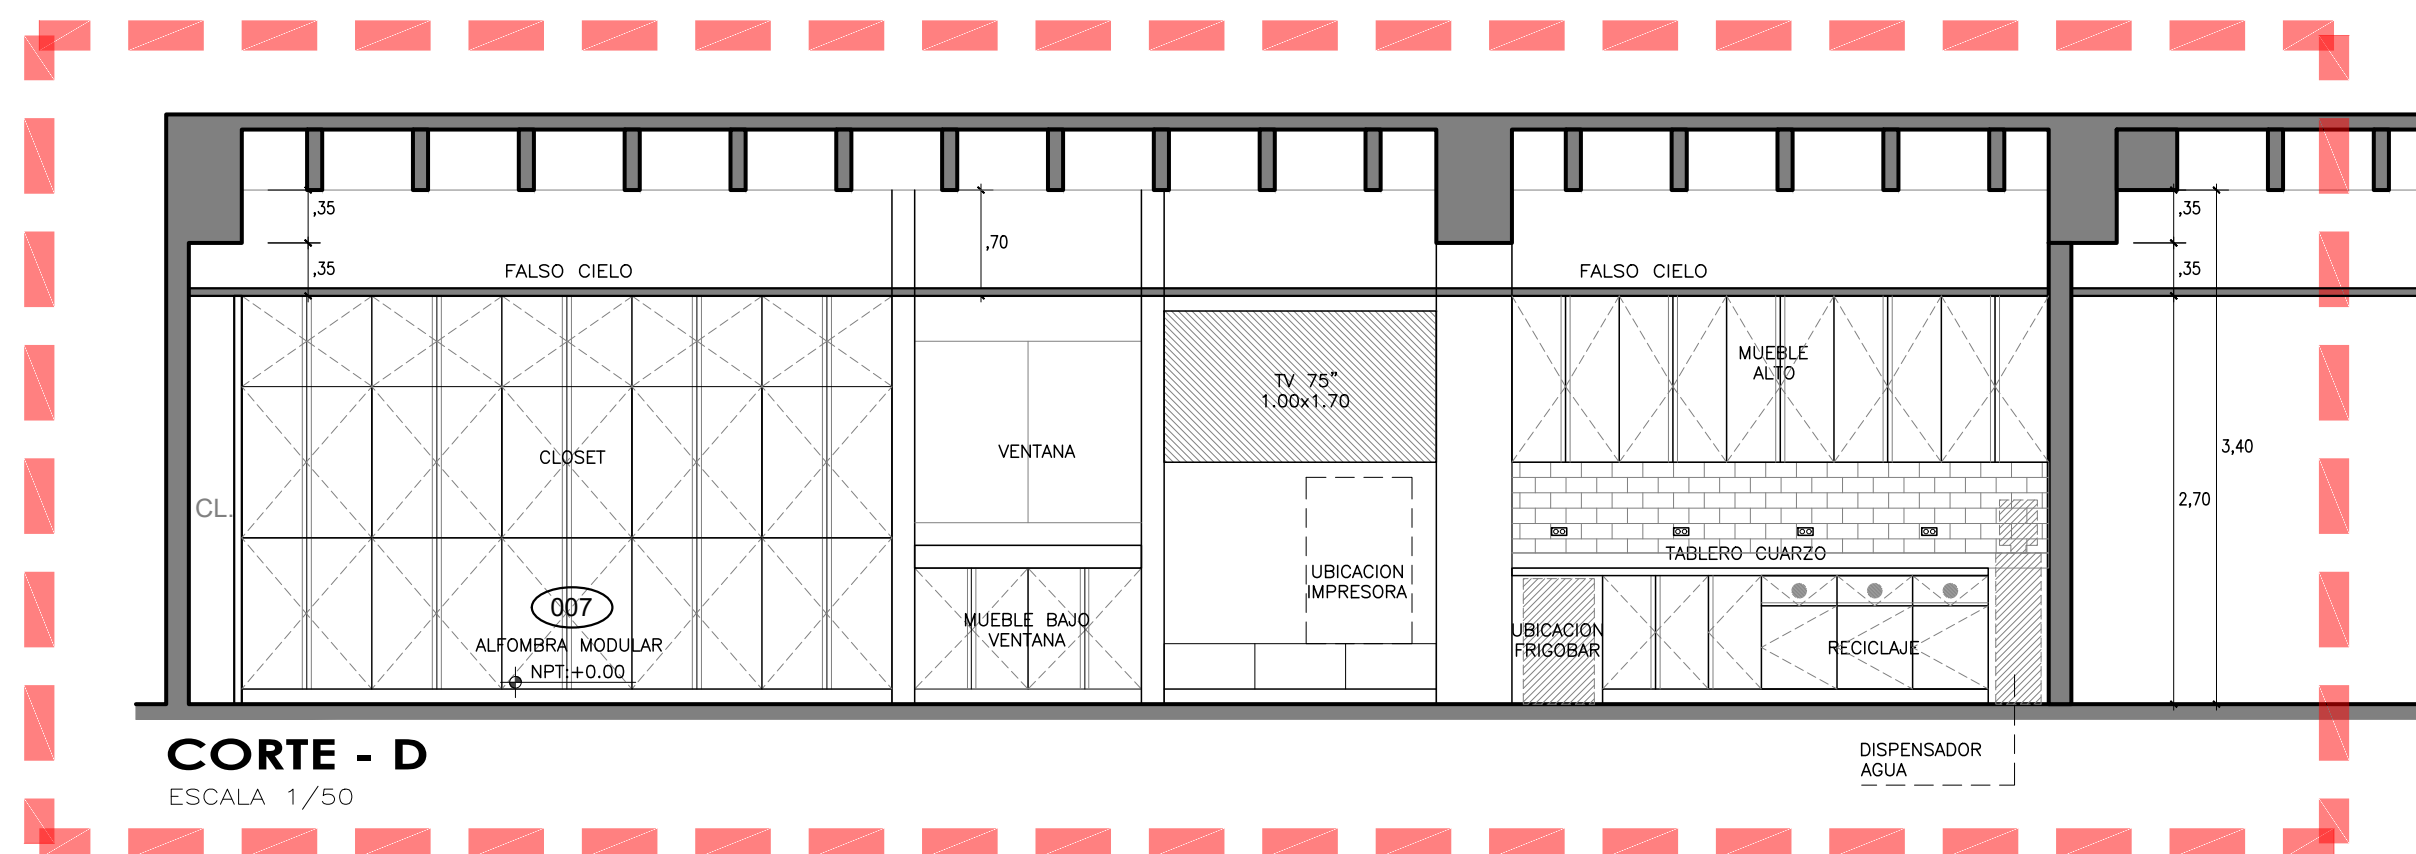 ,35
,35
FALSO CIELO
,70
FALSO CIELO
,35
,35
MUEBLE
ALTO
TV 75"
1.00x1.70
3,40
VENTANA
CLOSET
2,70
CL.
TABLERO CUARZO
UBICACION
IMPRESORA
007
MUEBLE BAJO
VENTANA
UBICACION
FRIGOBAR
ALFOMBRA MODULAR
RECICLAJE
NPT:+0.00
CORTE - D
ESCALA 1/50
DISPENSADOR
AGUA